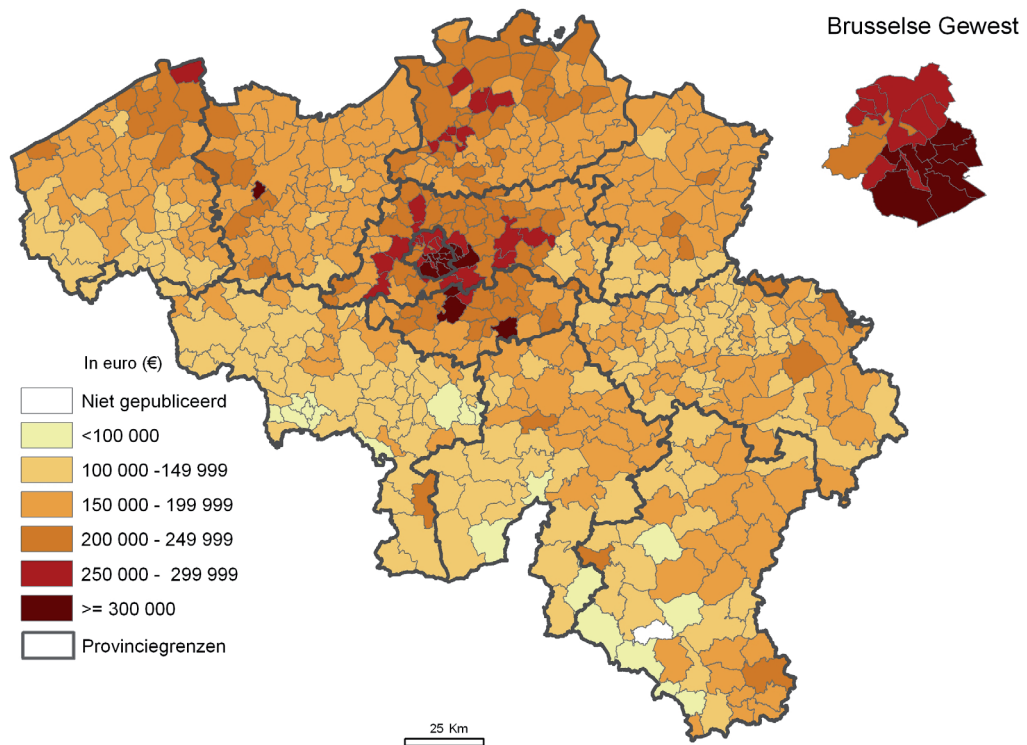 Brusselse Gewest
In euro (€)
Niet gepubliceerd
<100 000
100 000 -149 999
150 000 - 199 999
200 000 - 249 999
250 000 - 299 999
>= 300 000
Provinciegrenzen
25 Km